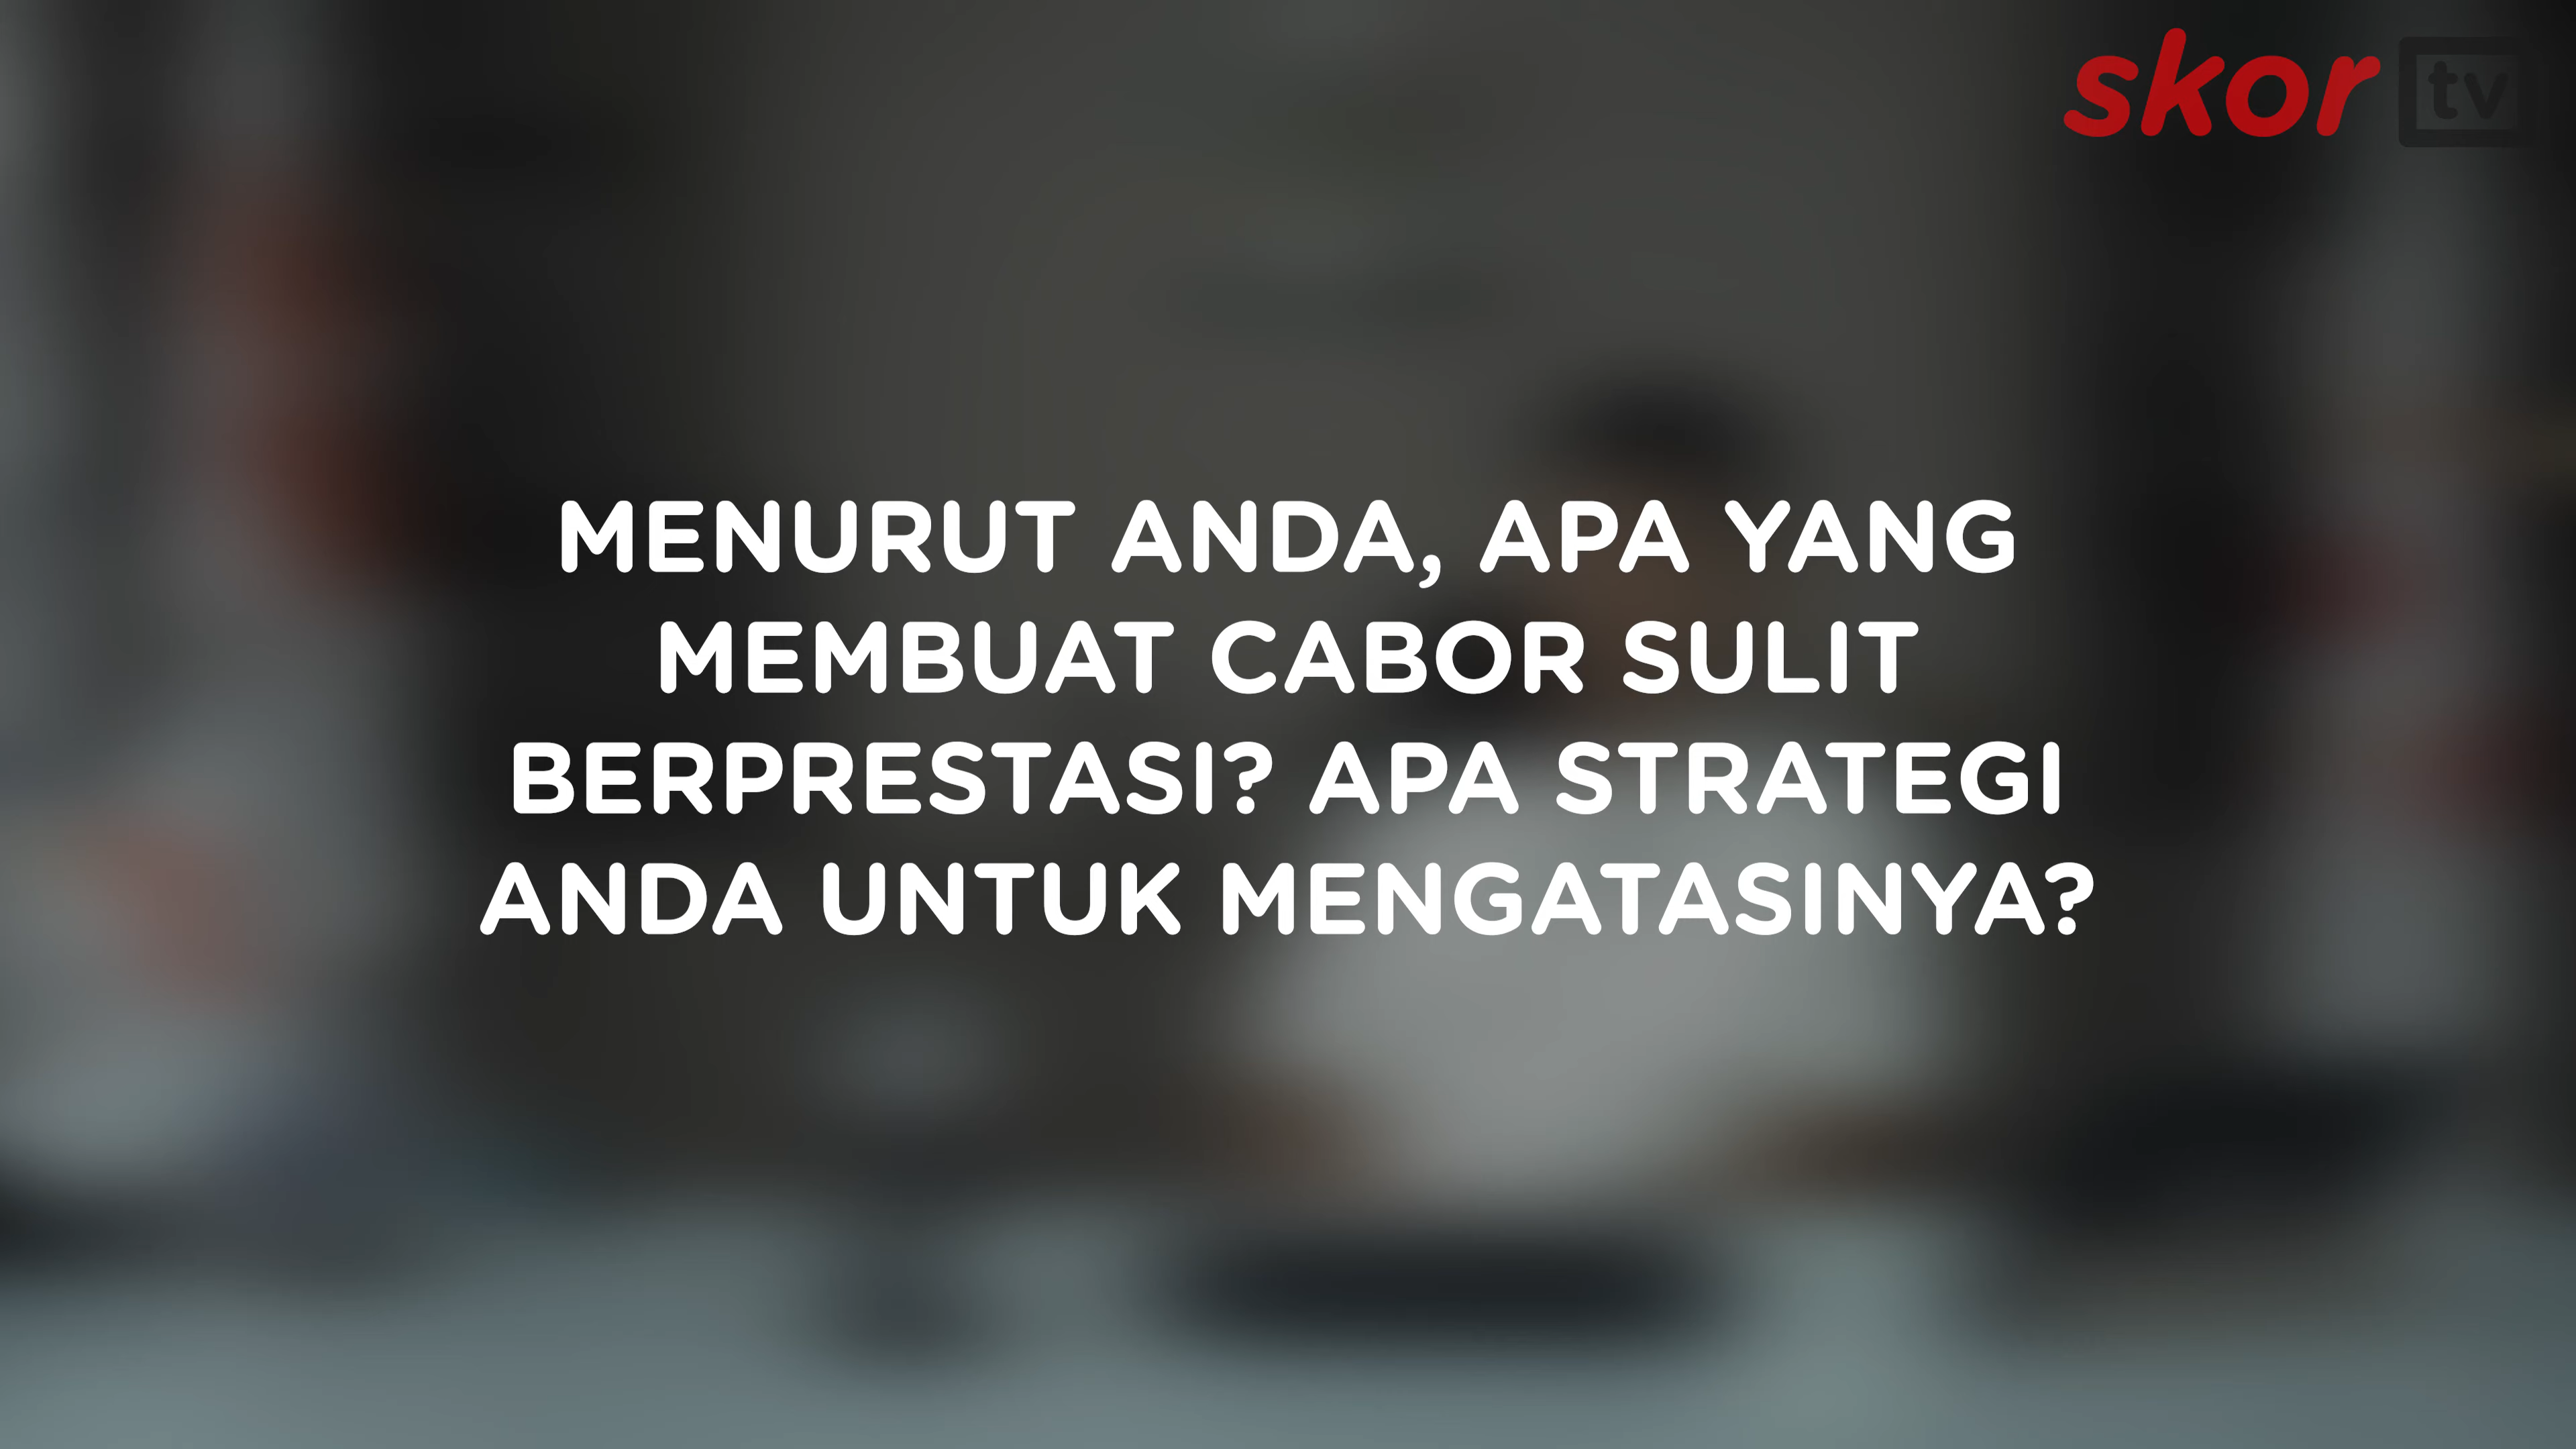 skor tv
MENURUT ANDA, APA YANG
MEMBUAT CABOR SULIT
BERPRESTASI? APA STRATEGI
ANDA UNTUK MENGATASINYA?